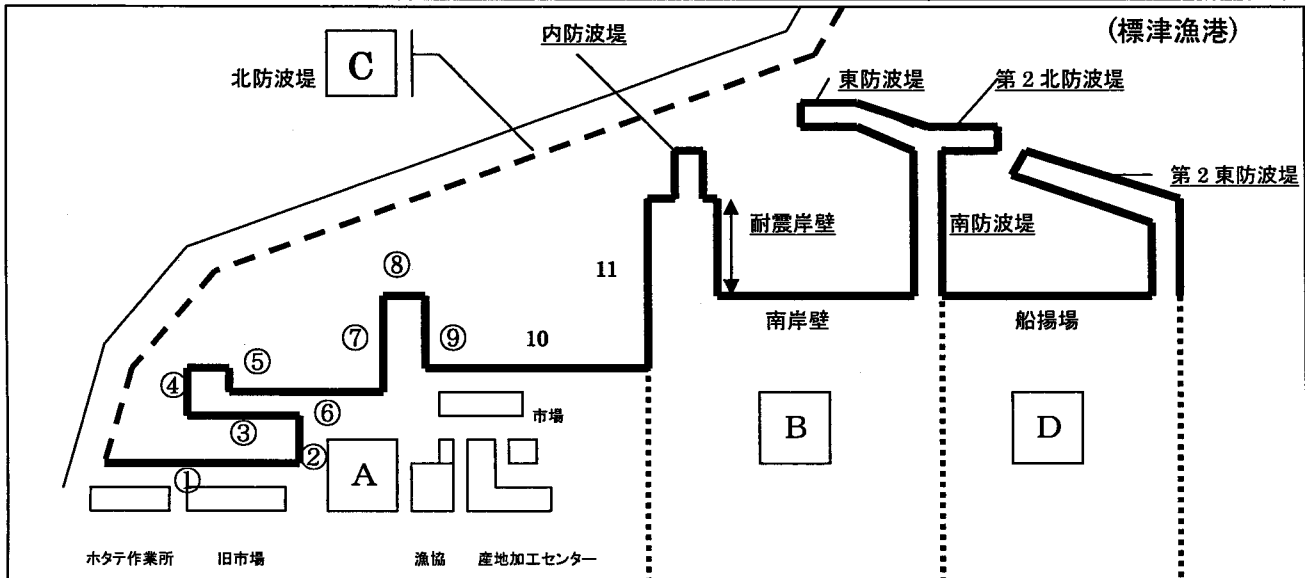 (標津漁港)
内防波堤
北防波堤
C
東防波堤
第2北防波堤
第2東防波堤
耐震岸壁
南防波堤
⑧
11
⑦
⑨
10
南岸壁
船揚場
⑤
④
⑥
③
②
①
市場
A
B
D
ホタテ作業所
旧市場
漁協
産地加工センター